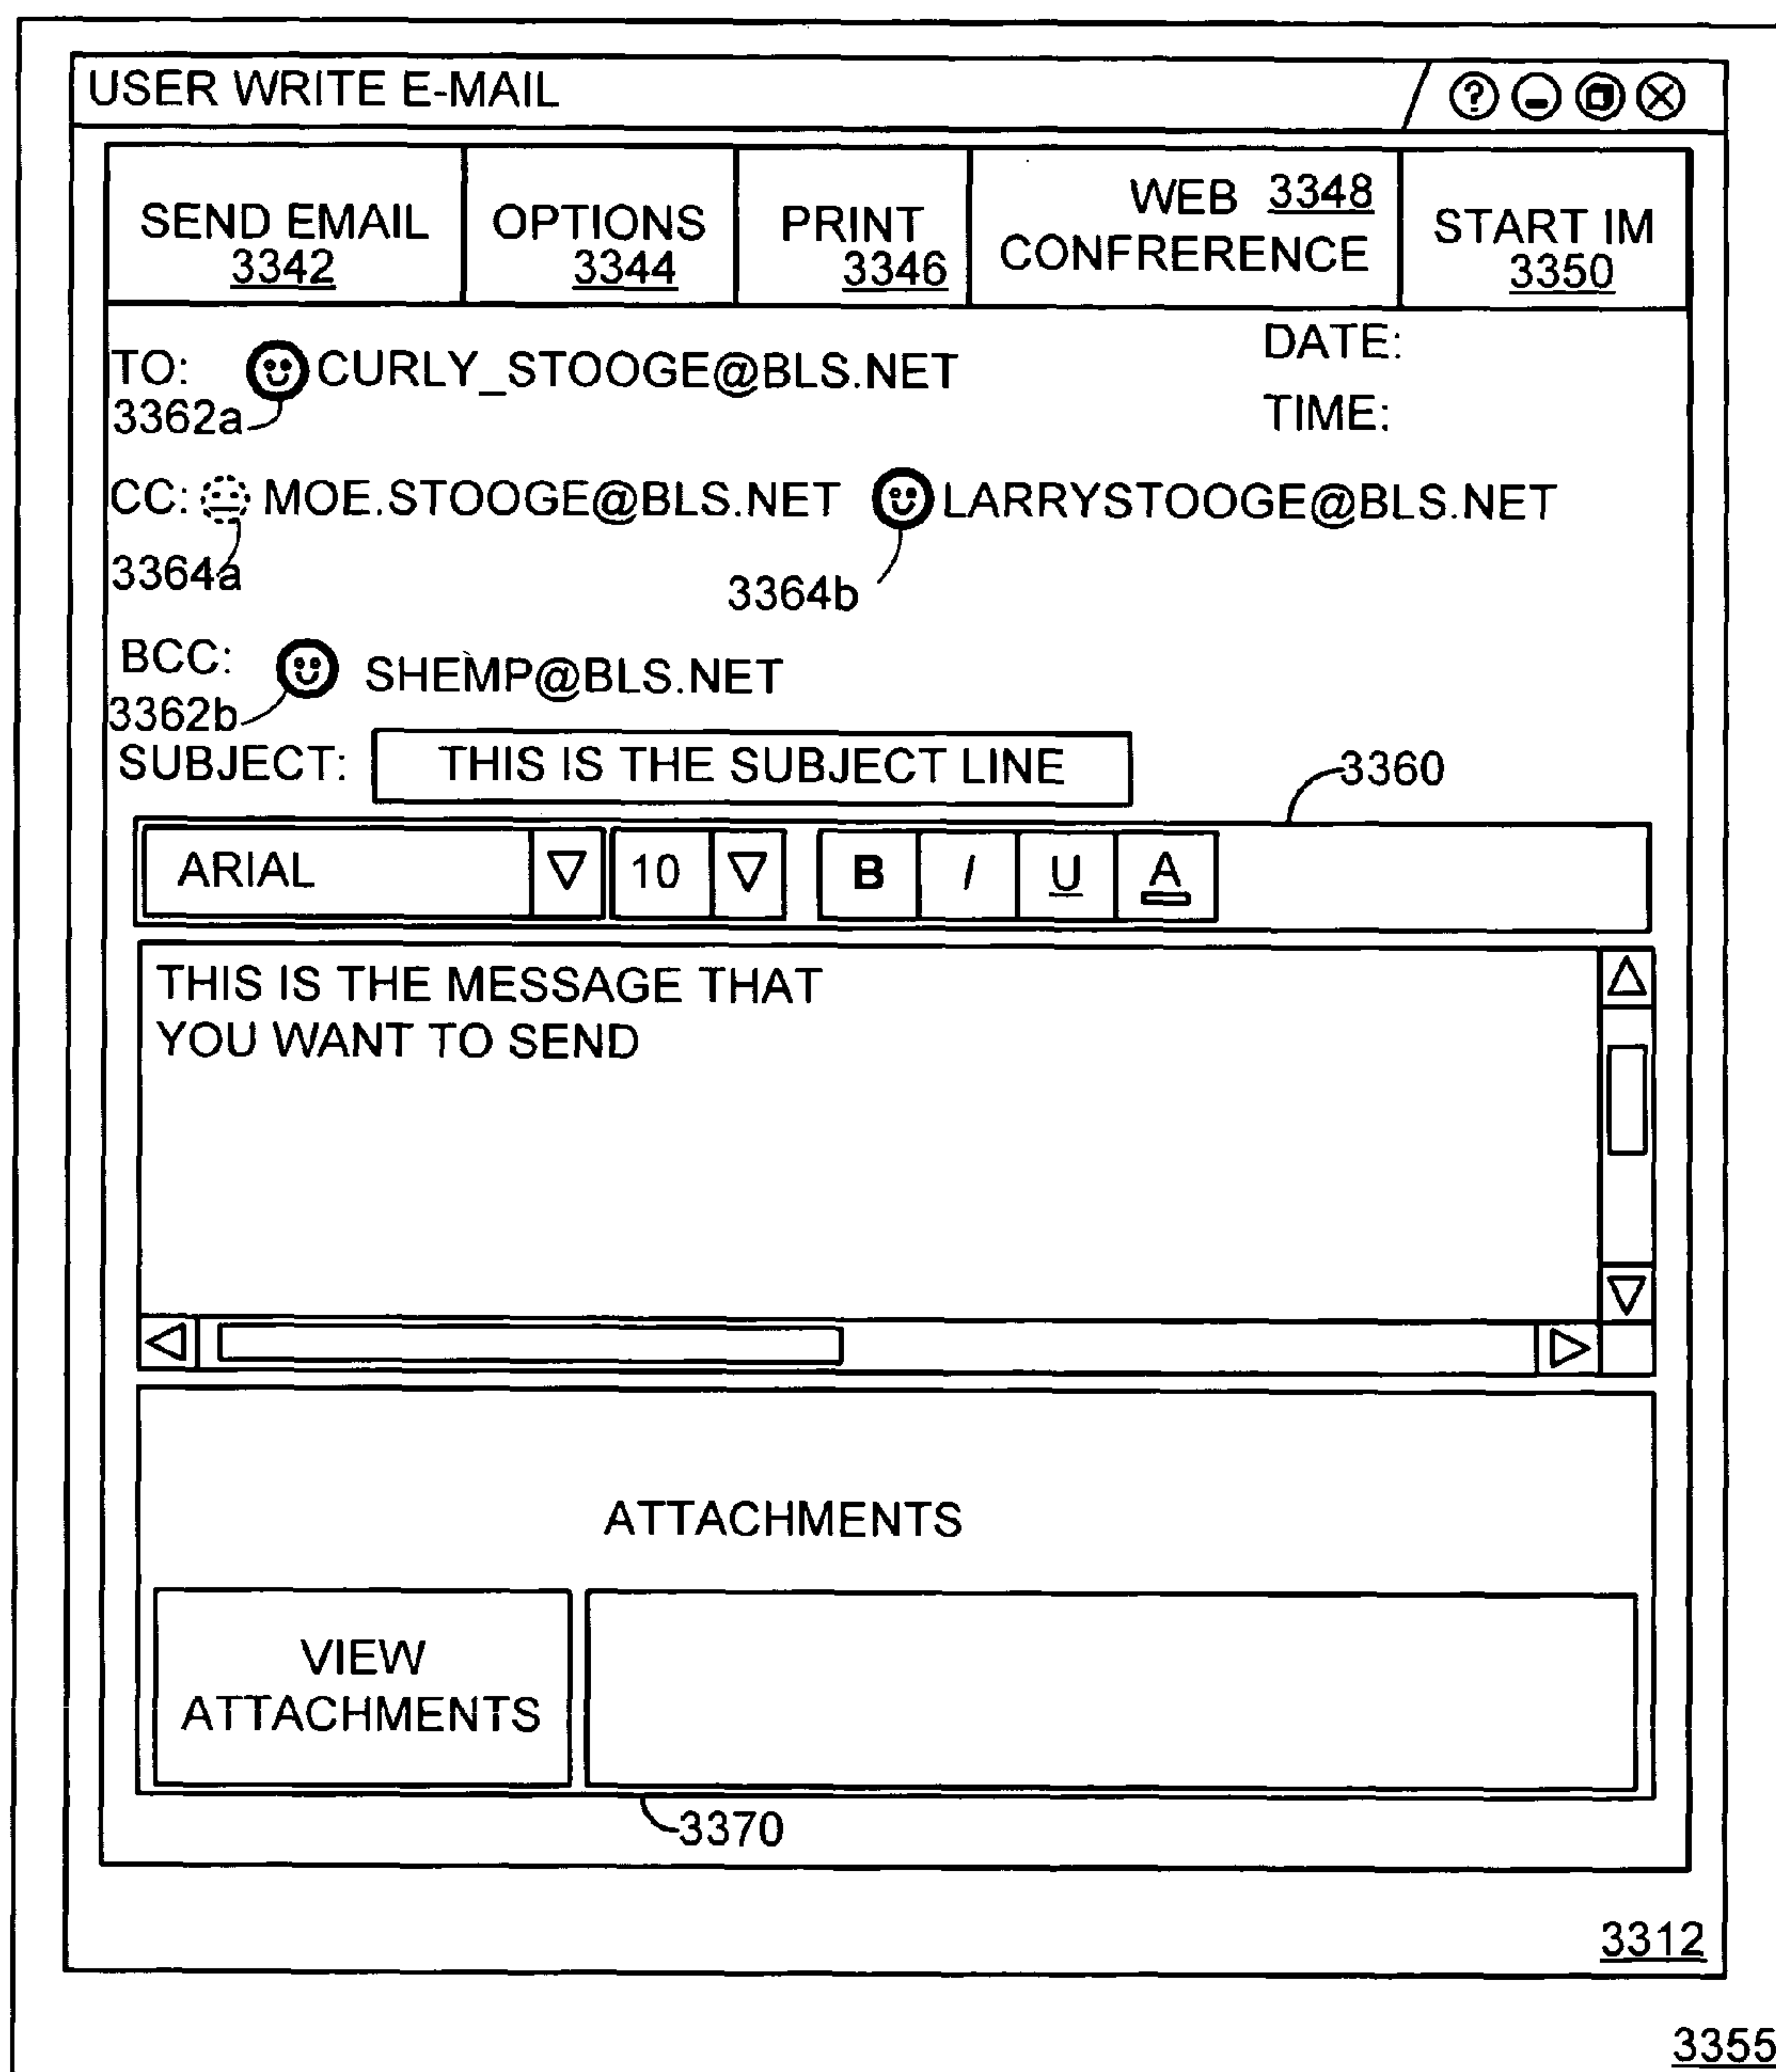 USER WRITE E-MAIL
?
SEND EMAIL 3342
OPTIONS 3344
PRINT 3346
WEB 3348
CONFRERENCE
START IM 3350
TO: CURLY_STOOGE@BLS.NET
3362a
DATE:
TIME:
CC: MOE.STOOGE@BLS.NET LARRYSTOOGE@BLS.NET
3364a 3364b
BCC: SHEMP@BLS.NET
3362b
SUBJECT: THIS IS THE SUBJECT LINE
3360
ARIAL 10 B I U A
THIS IS THE MESSAGE THAT
YOU WANT TO SEND
ATTACHMENTS
VIEW
ATTACHMENTS
3370
3312
3355